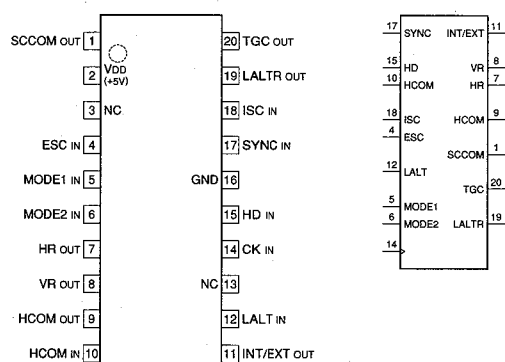 SCCOM OUT 1 20 TGC OUT
2 VDD (+5V) 19 LALTR OUT
3 NC 18 ISC IN
ESC IN 4 17 SYNC IN
MODE1 IN 5 GND 16
MODE2 IN 6 15 HD IN
HR OUT 7 14 CK IN
VR OUT 8 NC 13
HCOM OUT 9 12 LALT IN
HCOM IN 10 11 INT/EXT OUT
17 SYNC INT/EXT 11
15 HD VR 8
10 HCOM HR 7
18 ISC HCOM 9
4 ESC
SCCOM 1
12 LALT
TGC 20
5 MODE1
6 MODE2 LALTR 19
14